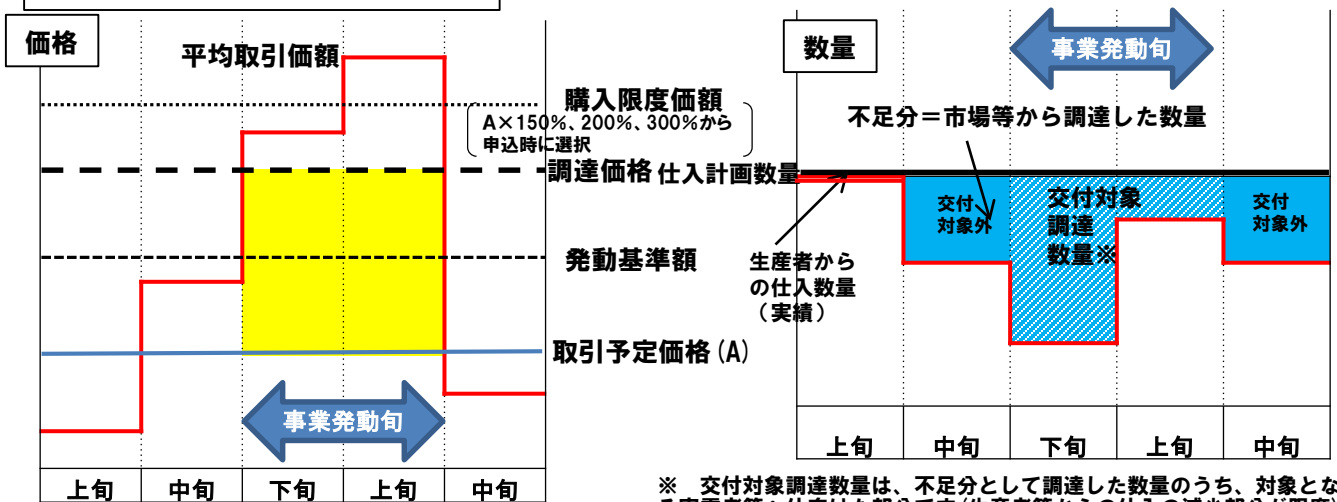 価格
平均取引価額
購入限度価額
A×150%、200%、300%から
申込時に選択
調達価格
発動基準額
取引予定価格(A)
事業発動旬
上旬
中旬
下旬
上旬
中旬
数量
事業発動旬
不足分=市場等から調達した数量
仕入計画数量
交付
対象外
交付対象
調達
数量※
交付
対象外
生産者から
の仕入数量
(実績)
上旬
中旬
下旬
上旬
中旬
※ 交付対象調達数量は、不足分として調達した数量のうち、対象とな